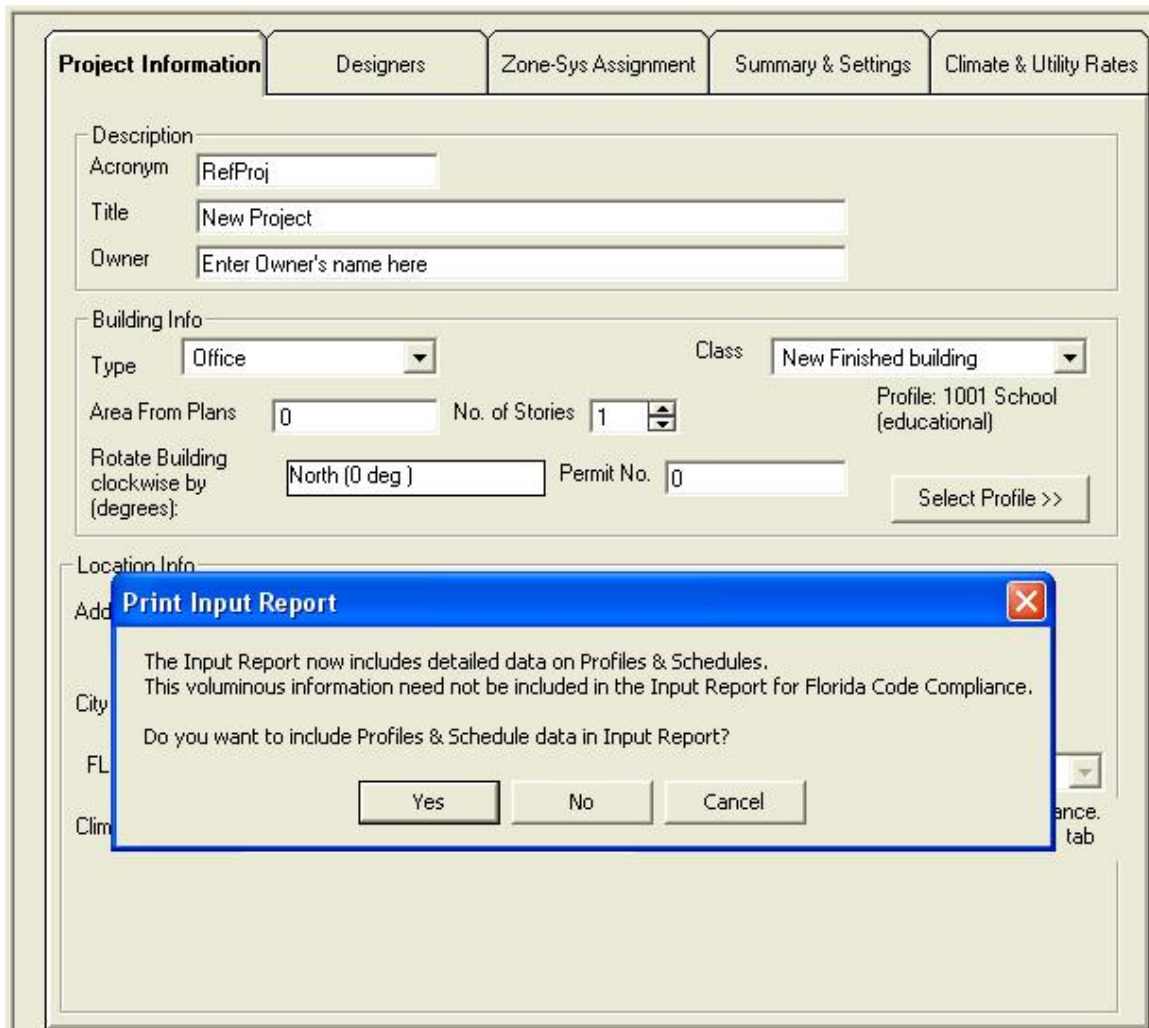 Project Information
Designers
Zone-Sys Assignment
Summary & Settings
Climate & Utility Rates
Description
Acronym
RefProj
Title
New Project
Owner
Enter Owner's name here
Building Info
Type
Office
Class
New Finished building
Area From Plans
0
No. of Stories
1
Profile: 1001 School
(educational)
Rotate Building
clockwise by
(degrees):
North (0 deg )
Permit No.
0
Select Profile >>
Location Info
Add
Print Input Report
The Input Report now includes detailed data on Profiles & Schedules.
This voluminous information need not be included in the Input Report for Florida Code Compliance.
City
Do you want to include Profiles & Schedule data in Input Report?
FL
Yes
No
Cancel
Clim
ance.
tab